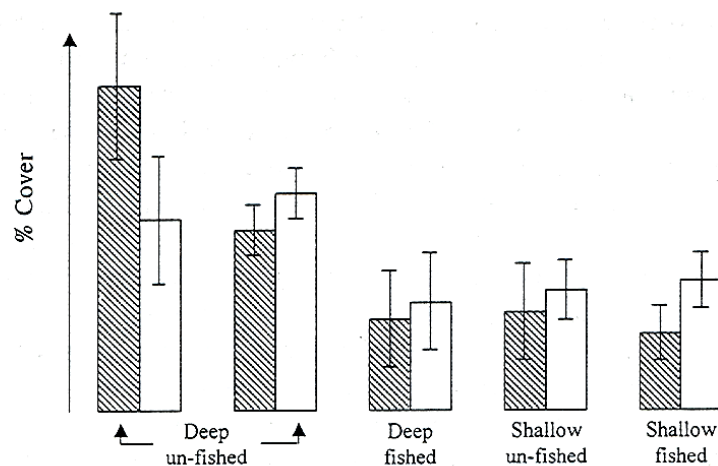 % Cover
Deep
un-fished
Deep
fished
Shallow
un-fished
Shallow
fished